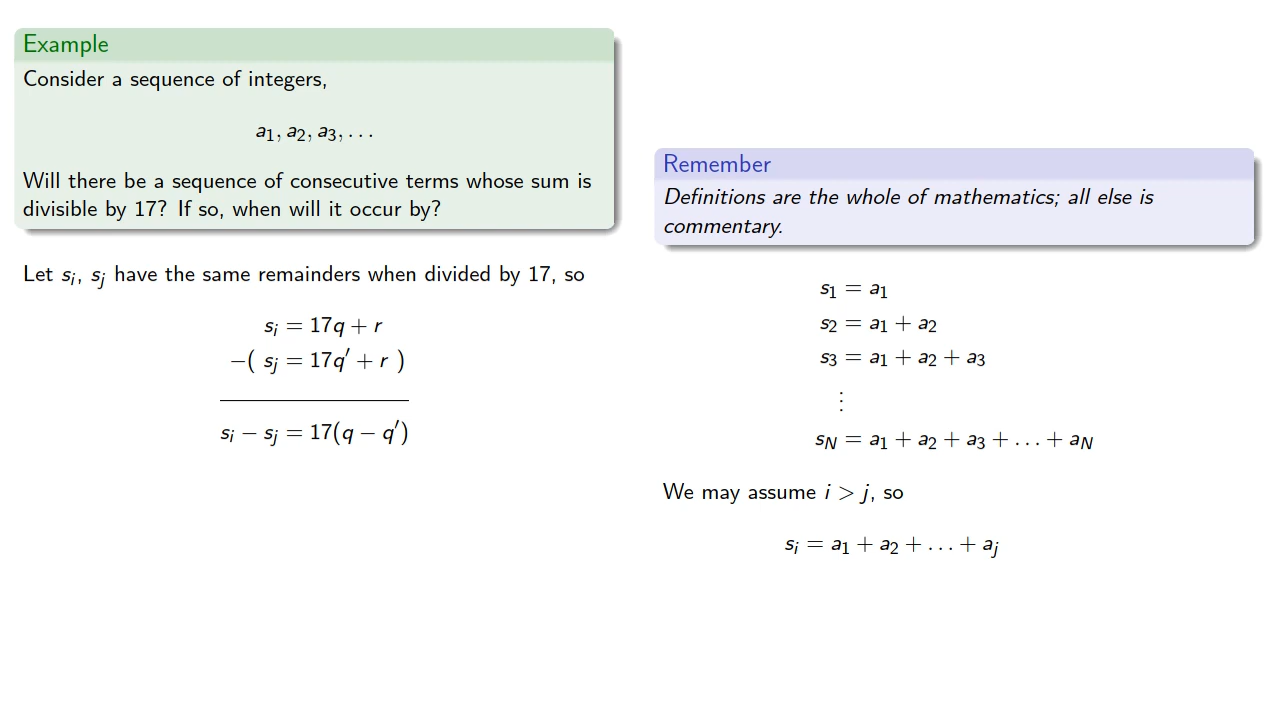 Example
Consider a sequence of integers,
a₁, a₂, a₃, . . .
Will there be a sequence of consecutive terms whose sum is
divisible by 17? If so, when will it occur by?
Let sᵢ, sⱼ have the same remainders when divided by 17, so
sᵢ = 17q + r
−( sⱼ = 17q′ + r )
sᵢ − sⱼ = 17(q − q′)
Remember
Definitions are the whole of mathematics; all else is
commentary.
s₁ = a₁
s₂ = a₁ + a₂
s₃ = a₁ + a₂ + a₃
⋮
s_N = a₁ + a₂ + a₃ + . . . + a_N
We may assume i > j, so
sᵢ = a₁ + a₂ + . . . + aⱼ